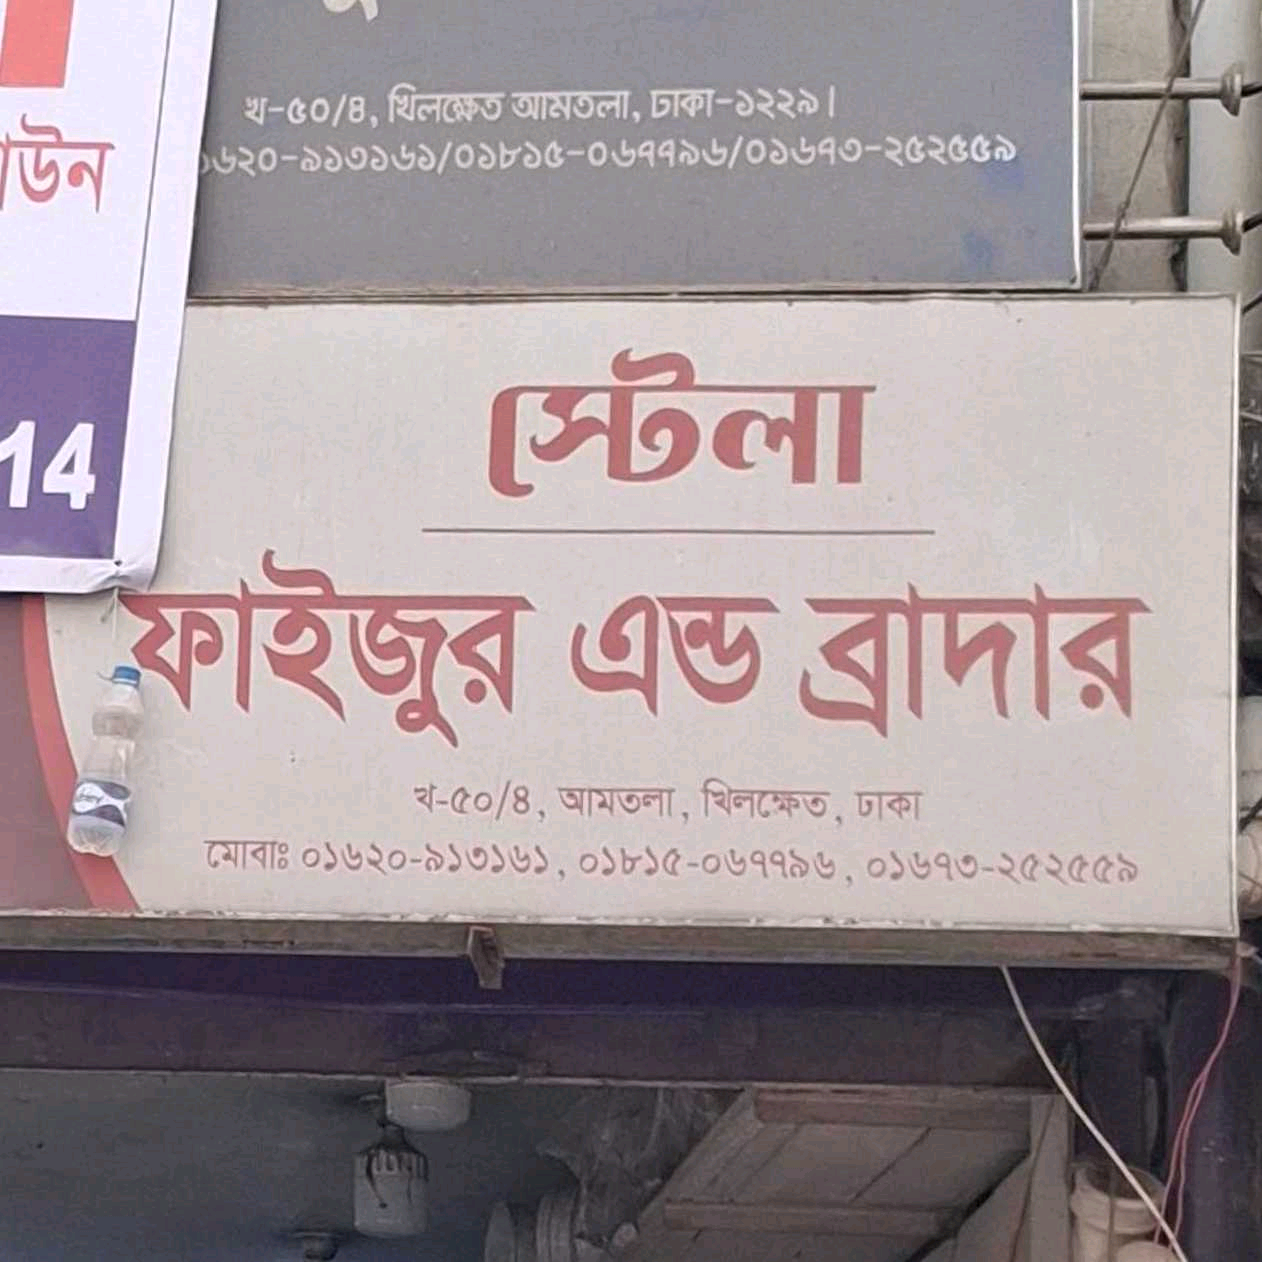 খ-৫০/৪, খিলক্ষেত আমতলা, ঢাকা-১২২৯।
০১৬২০-৯১৩১৬১/০১৮১৫-০৬৭৭৯৬/০১৬৭৩-২৫২৫৫৯
াউন
14
স্টেলা
ফাইজুর এন্ড ব্রাদার
খ-৫০/৪, আমতলা, খিলক্ষেত, ঢাকা
মোবাঃ ০১৬২০-৯১৩১৬১, ০১৮১৫-০৬৭৭৯৬, ০১৬৭৩-২৫২৫৫৯